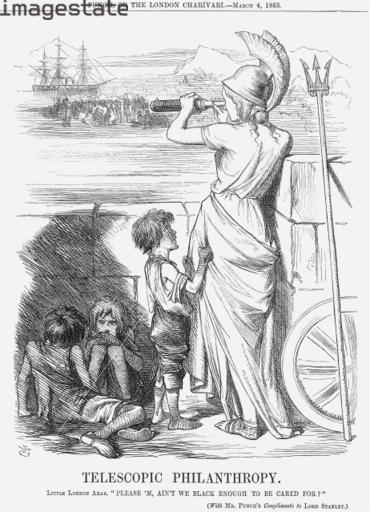 imagestate
OR THE LONDON CHARIVARI.—March 4, 1865.
TELESCOPIC PHILANTHROPY.
Little London Arab. "PLEASE 'M, AIN'T WE BLACK ENOUGH TO BE CARED FOR?"
(With Mr. Punch's Compliments to Lord Stanley.)